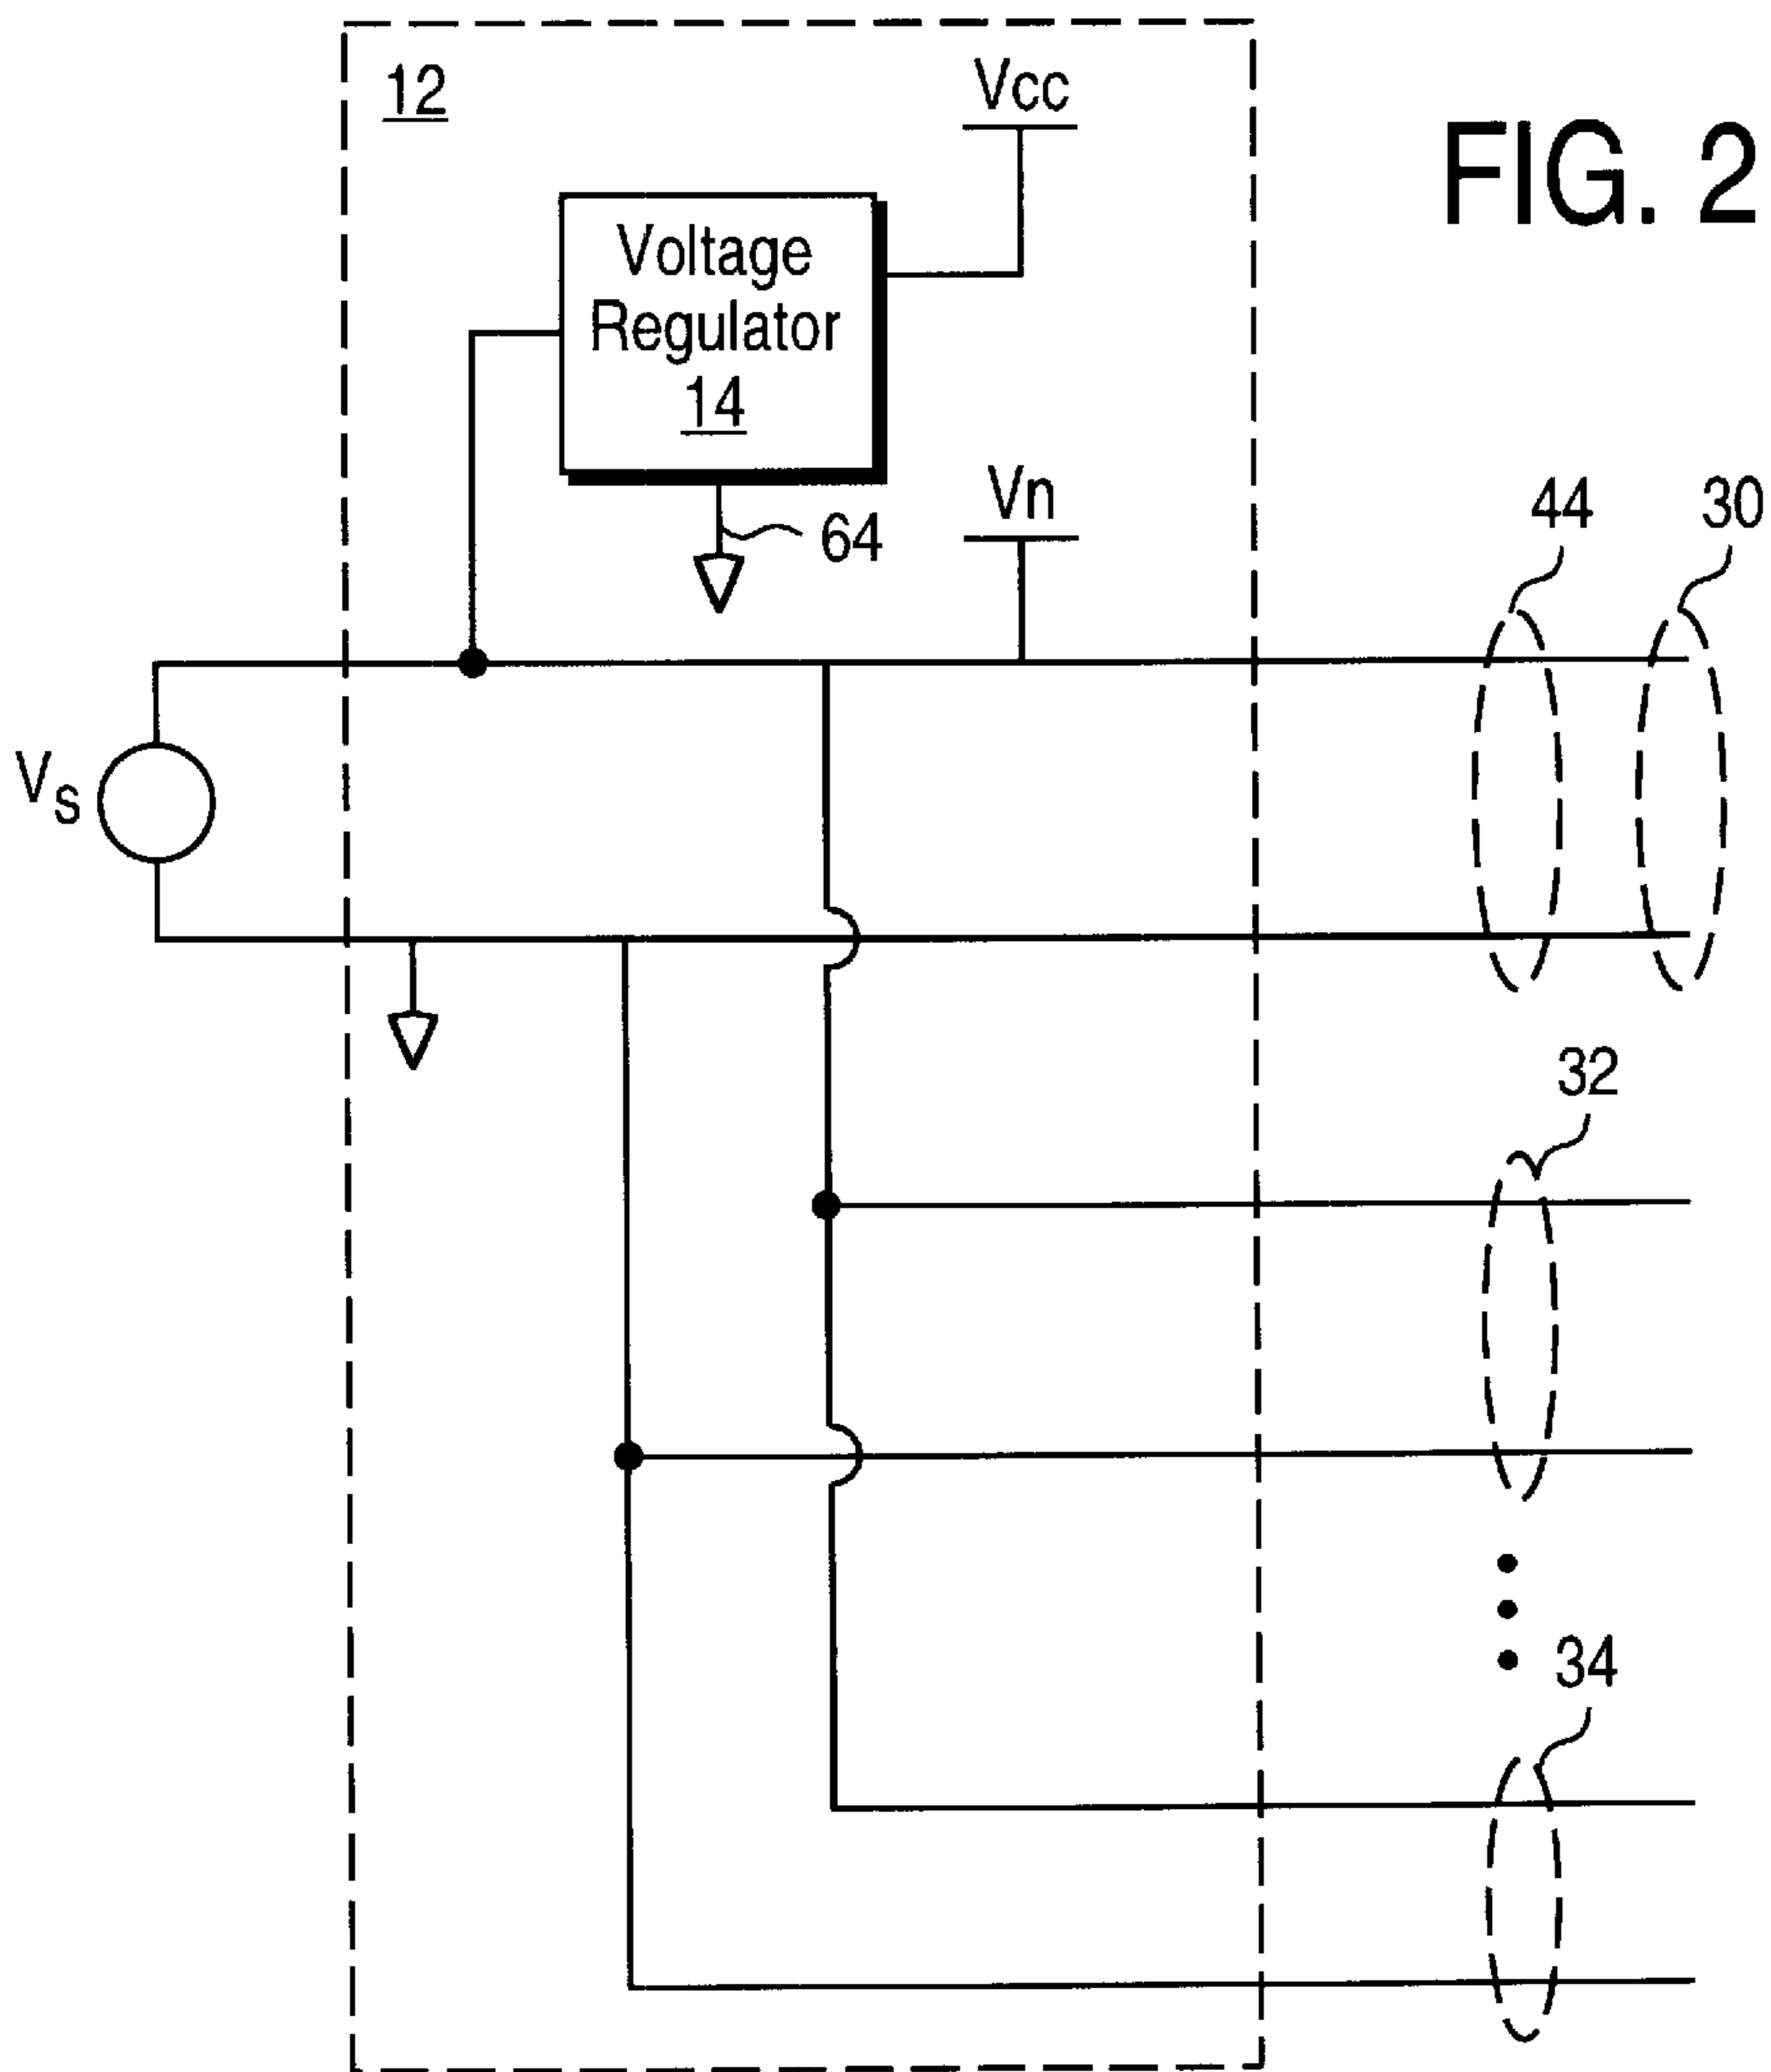 12
Vcc
FIG. 2
Voltage
Regulator
14
Vn
64
44
30
Vs
32
34